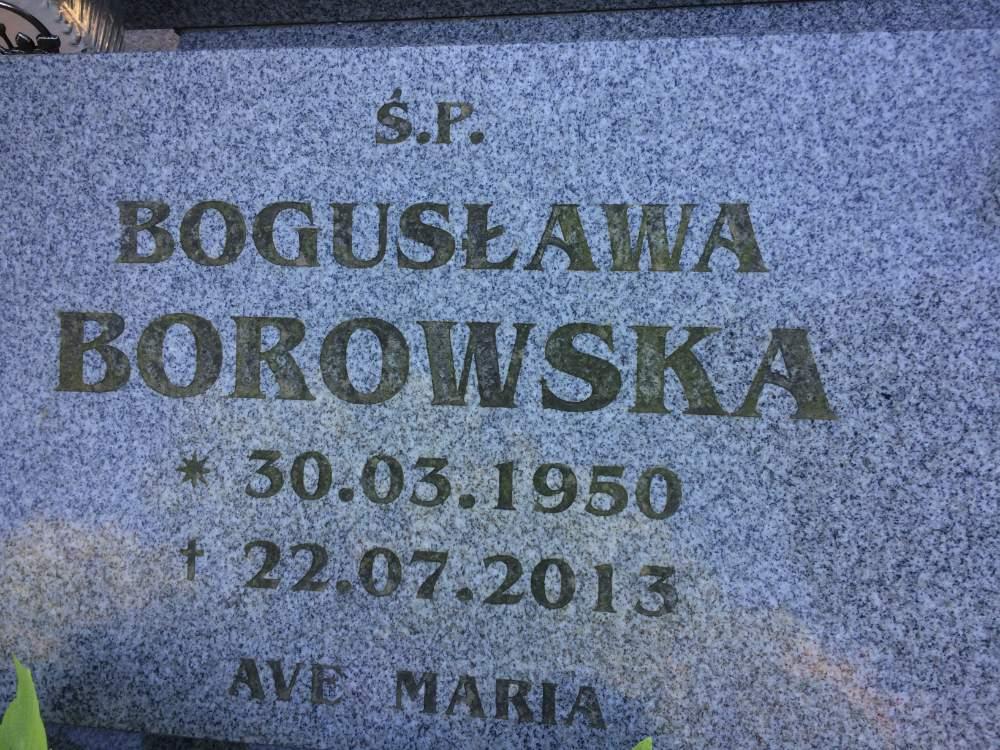 Ś.P.
BOGUSŁAWA
BOROWSKA
* 30.03.1950
† 22.07.2013
AVE MARIA